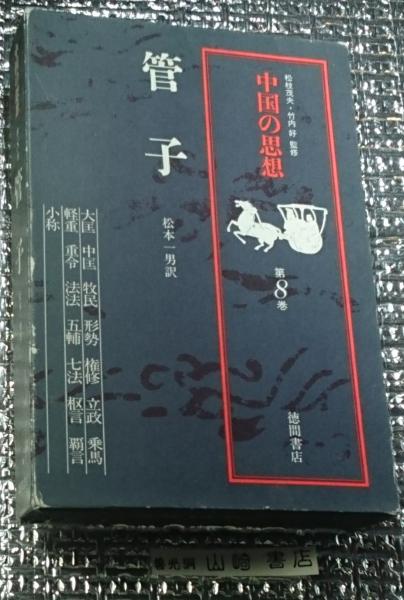 松枝茂夫・竹内好 監修
中国の思想
第8巻
徳間書店
管子
松本一男訳
大匡 中匡 牧民 形勢 権修 立政 乗馬
軽重 重令 法法 五輔 七法 枢言 覇言
小称
山崎書店